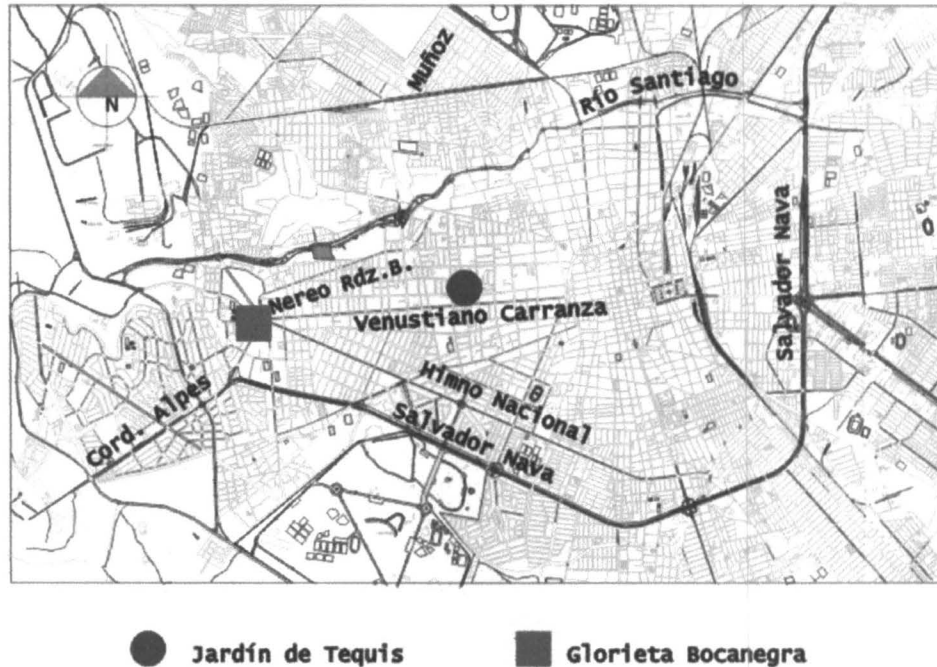 Muñoz
Río Santiago
N
Salvador Nava
Nereo Rdz.B.
Venustiano Carranza
Himno Nacional
Cord. Alpes
Salvador Nava
Jardín de Tequis
Glorieta Bocanegra